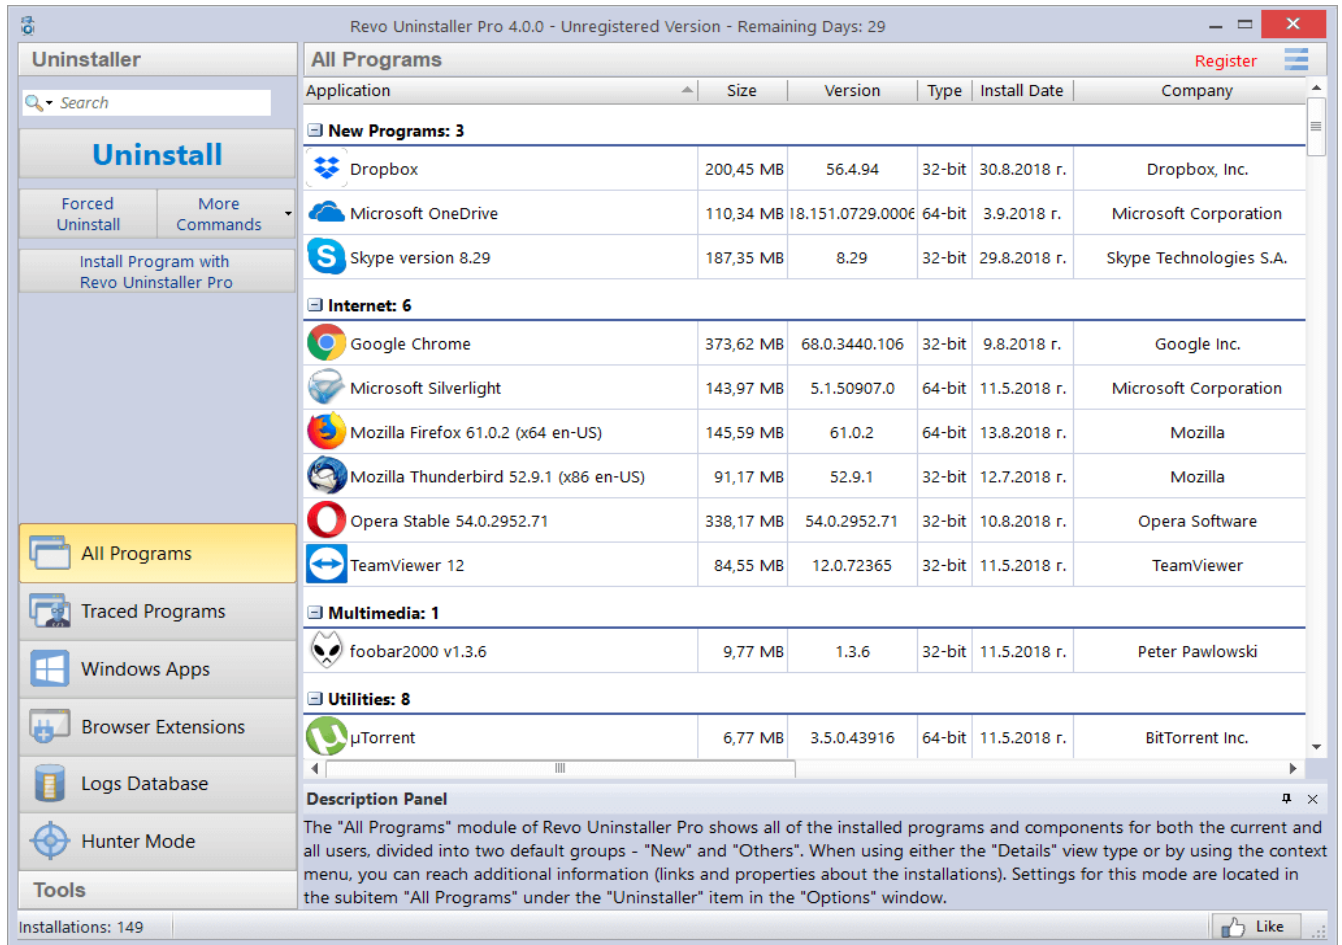 Revo Uninstaller Pro 4.0.0 - Unregistered Version - Remaining Days: 29
Uninstaller
All Programs
Register
Search
Uninstall
Forced Uninstall
More Commands
Install Program with
Revo Uninstaller Pro
Application Size Version Type Install Date Company
New Programs: 3
Dropbox 200,45 MB 56.4.94 32-bit 30.8.2018 г. Dropbox, Inc.
Microsoft OneDrive 110,34 MB 18.151.0729.0006 64-bit 3.9.2018 г. Microsoft Corporation
Skype version 8.29 187,35 MB 8.29 32-bit 29.8.2018 г. Skype Technologies S.A.
Internet: 6
Google Chrome 373,62 MB 68.0.3440.106 32-bit 9.8.2018 г. Google Inc.
Microsoft Silverlight 143,97 MB 5.1.50907.0 64-bit 11.5.2018 г. Microsoft Corporation
Mozilla Firefox 61.0.2 (x64 en-US) 145,59 MB 61.0.2 64-bit 13.8.2018 г. Mozilla
Mozilla Thunderbird 52.9.1 (x86 en-US) 91,17 MB 52.9.1 32-bit 12.7.2018 г. Mozilla
Opera Stable 54.0.2952.71 338,17 MB 54.0.2952.71 32-bit 10.8.2018 г. Opera Software
TeamViewer 12 84,55 MB 12.0.72365 32-bit 11.5.2018 г. TeamViewer
Multimedia: 1
foobar2000 v1.3.6 9,77 MB 1.3.6 32-bit 11.5.2018 г. Peter Pawlowski
Utilities: 8
µTorrent 6,77 MB 3.5.0.43916 64-bit 11.5.2018 г. BitTorrent Inc.
All Programs
Traced Programs
Windows Apps
Browser Extensions
Logs Database
Hunter Mode
Tools
Description Panel
The "All Programs" module of Revo Uninstaller Pro shows all of the installed programs and components for both the current and
all users, divided into two default groups - "New" and "Others". When using either the "Details" view type or by using the context
menu, you can reach additional information (links and properties about the installations). Settings for this mode are located in
the subitem "All Programs" under the "Uninstaller" item in the "Options" window.
Installations: 149
Like